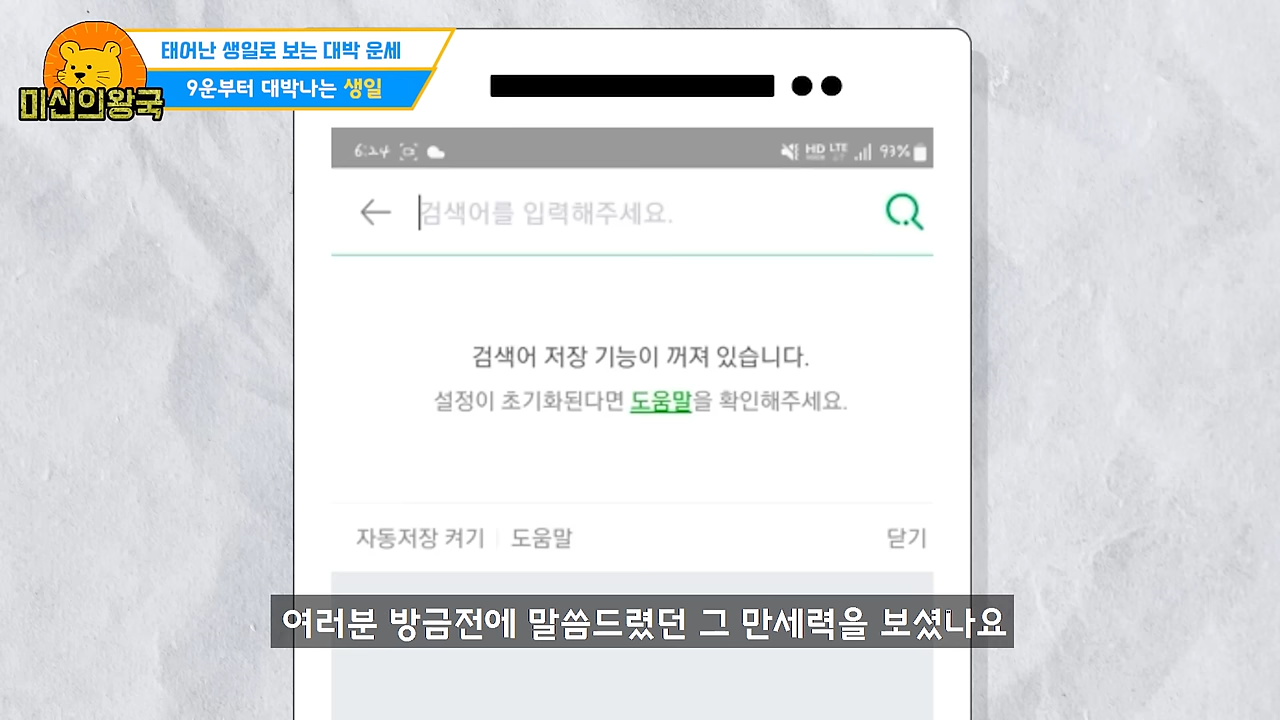 태어난 생일로 보는 대박 운세
9운부터 대박나는 생일
미신의왕국
6:24
HD LTE 93%
검색어를 입력해주세요.
검색어 저장 기능이 꺼져 있습니다.
설정이 초기화된다면 도움말을 확인해주세요.
자동저장 켜기 도움말 닫기
여러분 방금전에 말씀드렸던 그 만세력을 보셨나요